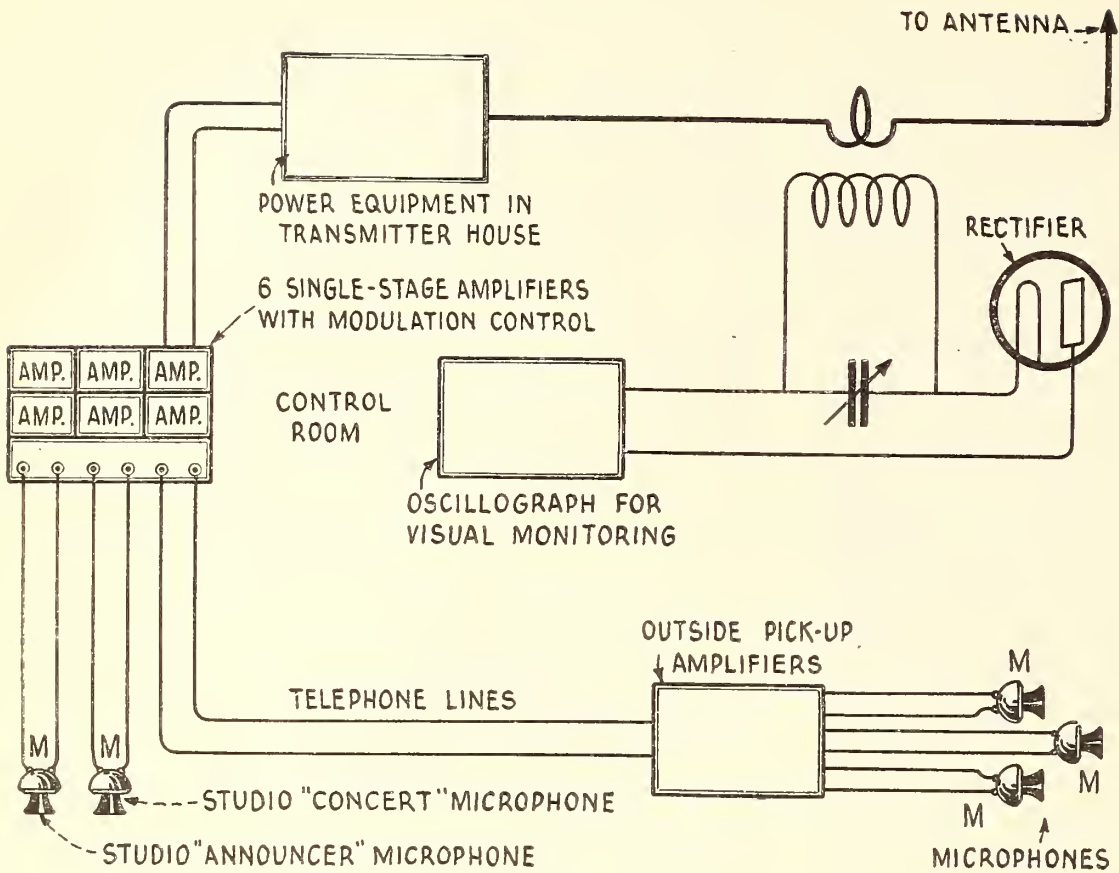 TO ANTENNA
POWER EQUIPMENT IN
TRANSMITTER HOUSE
RECTIFIER
6 SINGLE-STAGE AMPLIFIERS
WITH MODULATION CONTROL
AMP. AMP. AMP.
AMP. AMP. AMP.
CONTROL
ROOM
OSCILLOGRAPH FOR
VISUAL MONITORING
OUTSIDE PICK-UP
AMPLIFIERS
TELEPHONE LINES
M
M
M
M
M
STUDIO "CONCERT" MICROPHONE
STUDIO "ANNOUNCER" MICROPHONE
MICROPHONES